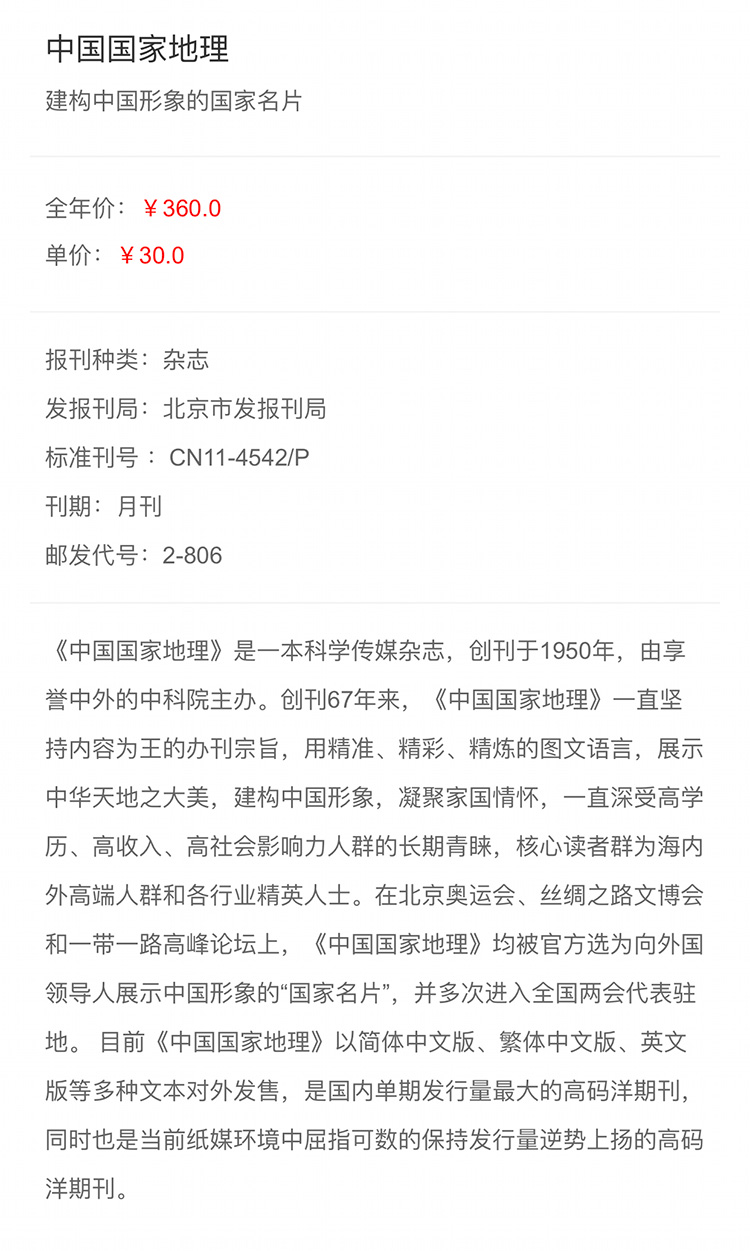 中国国家地理
建构中国形象的国家名片
全年价：￥360.0
单价：￥30.0
报刊种类：杂志
发报刊局：北京市发报刊局
标准刊号 ：CN11-4542/P
刊期：月刊
邮发代号：2-806
《中国国家地理》是一本科学传媒杂志，创刊于1950年，由享
誉中外的中科院主办。创刊67年来，《中国国家地理》一直坚
持内容为王的办刊宗旨，用精准、精彩、精炼的图文语言，展示
中华天地之大美，建构中国形象，凝聚家国情怀，一直深受高学
历、高收入、高社会影响力人群的长期青睐，核心读者群为海内
外高端人群和各行业精英人士。在北京奥运会、丝绸之路文博会
和一带一路高峰论坛上，《中国国家地理》均被官方选为向外国
领导人展示中国形象的“国家名片”，并多次进入全国两会代表驻
地。 目前《中国国家地理》以简体中文版、繁体中文版、英文
版等多种文本对外发售，是国内单期发行量最大的高码洋期刊，
同时也是当前纸媒环境中屈指可数的保持发行量逆势上扬的高码
洋期刊。